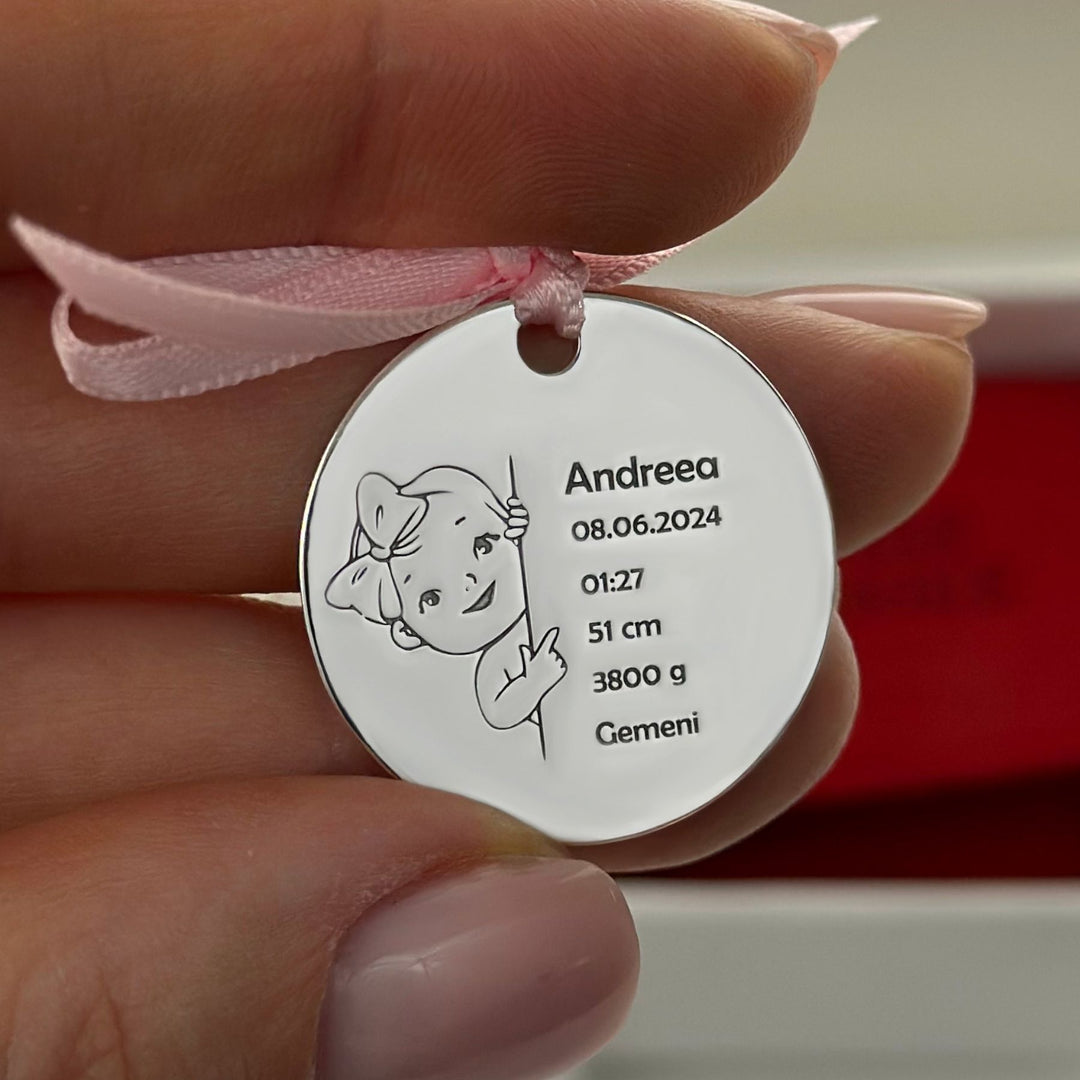 Andreea
08.06.2024
01:27
51 cm
3800 g
Gemeni